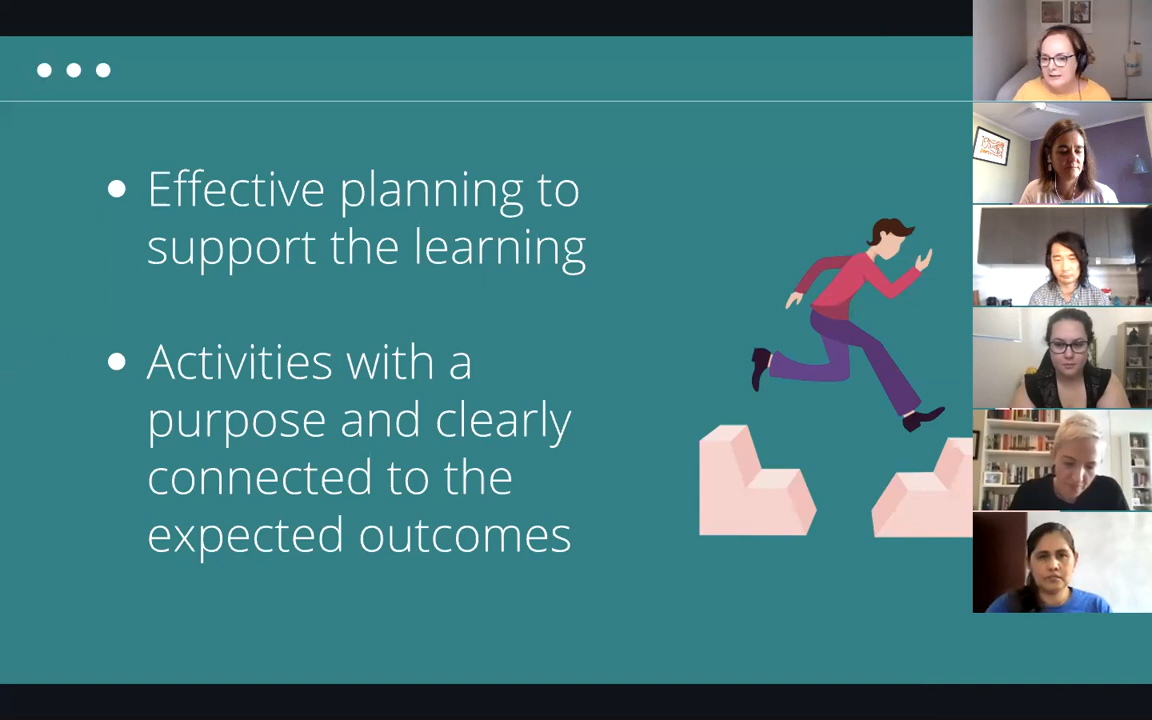 Effective planning to
support the learning
Activities with a
purpose and clearly
connected to the
expected outcomes